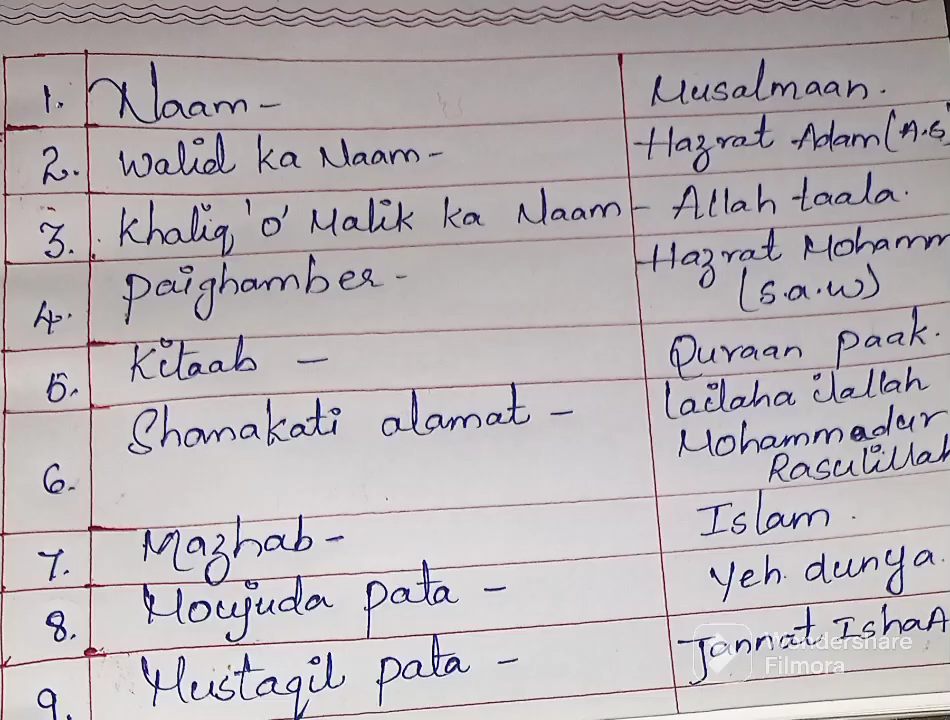 1. Naam - Musalmaan.
2. Walid ka Naam - Hazrat Adam (A.S
3. Khaliq 'o' Malik ka Naam - Allah taala.
4. Paighamber - Hazrat Mohamm
(s.a.w)
5. Kitaab - Quraan Paak.
6. Shanakati alamat - lailaha ilallah
Mohammadur
Rasulillah
7. Mazhab - Islam.
8. Moujuda Pata - Yeh dunya.
9. Mustaqil pata - Jannat IshaA
Wondershare
Filmora